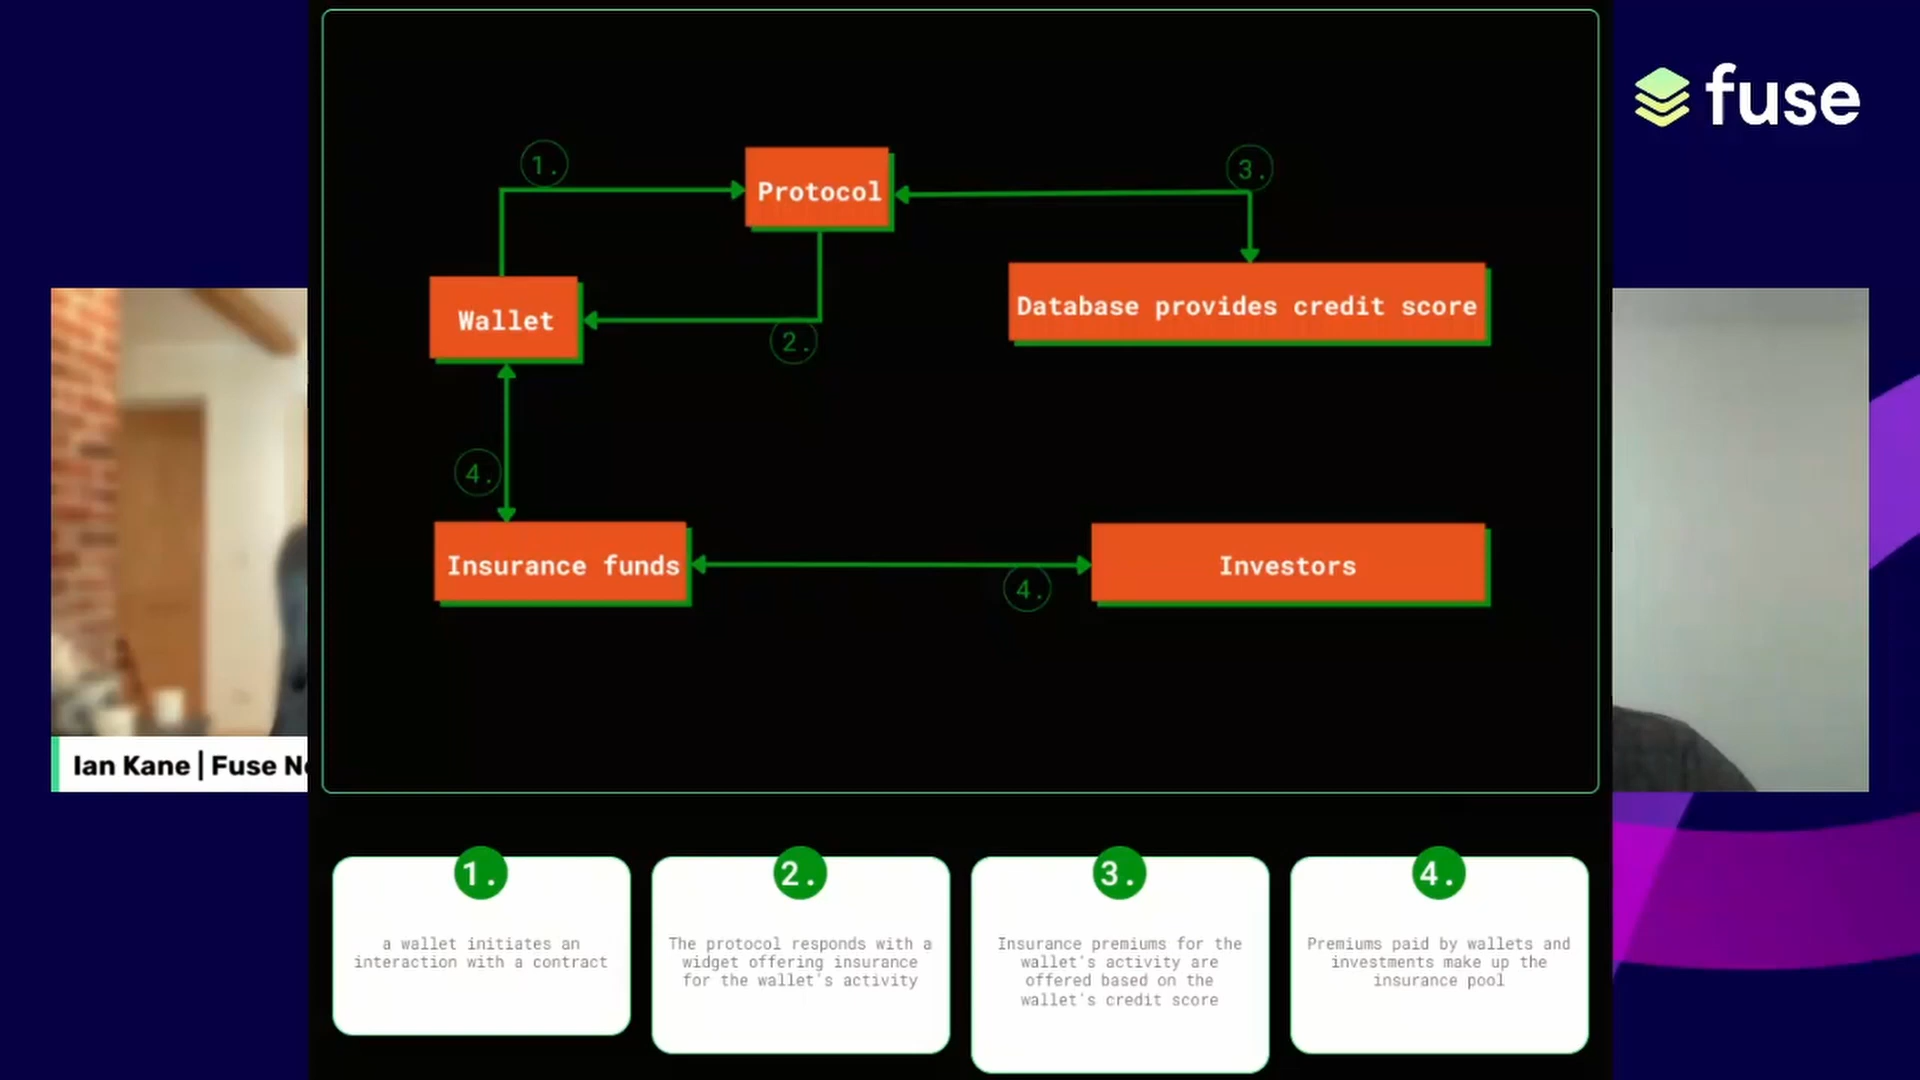 fuse
1.
Protocol
3.
Wallet
2.
Database provides credit score
4.
Insurance funds
4.
Investors
Ian Kane | Fuse Ne
1.
a wallet initiates an
interaction with a contract
2.
The protocol responds with a
widget offering insurance
for the wallet's activity
3.
Insurance premiums for the
wallet's activity are
offered based on the
wallet's credit score
4.
Premiums paid by wallets and
investments make up the
insurance pool